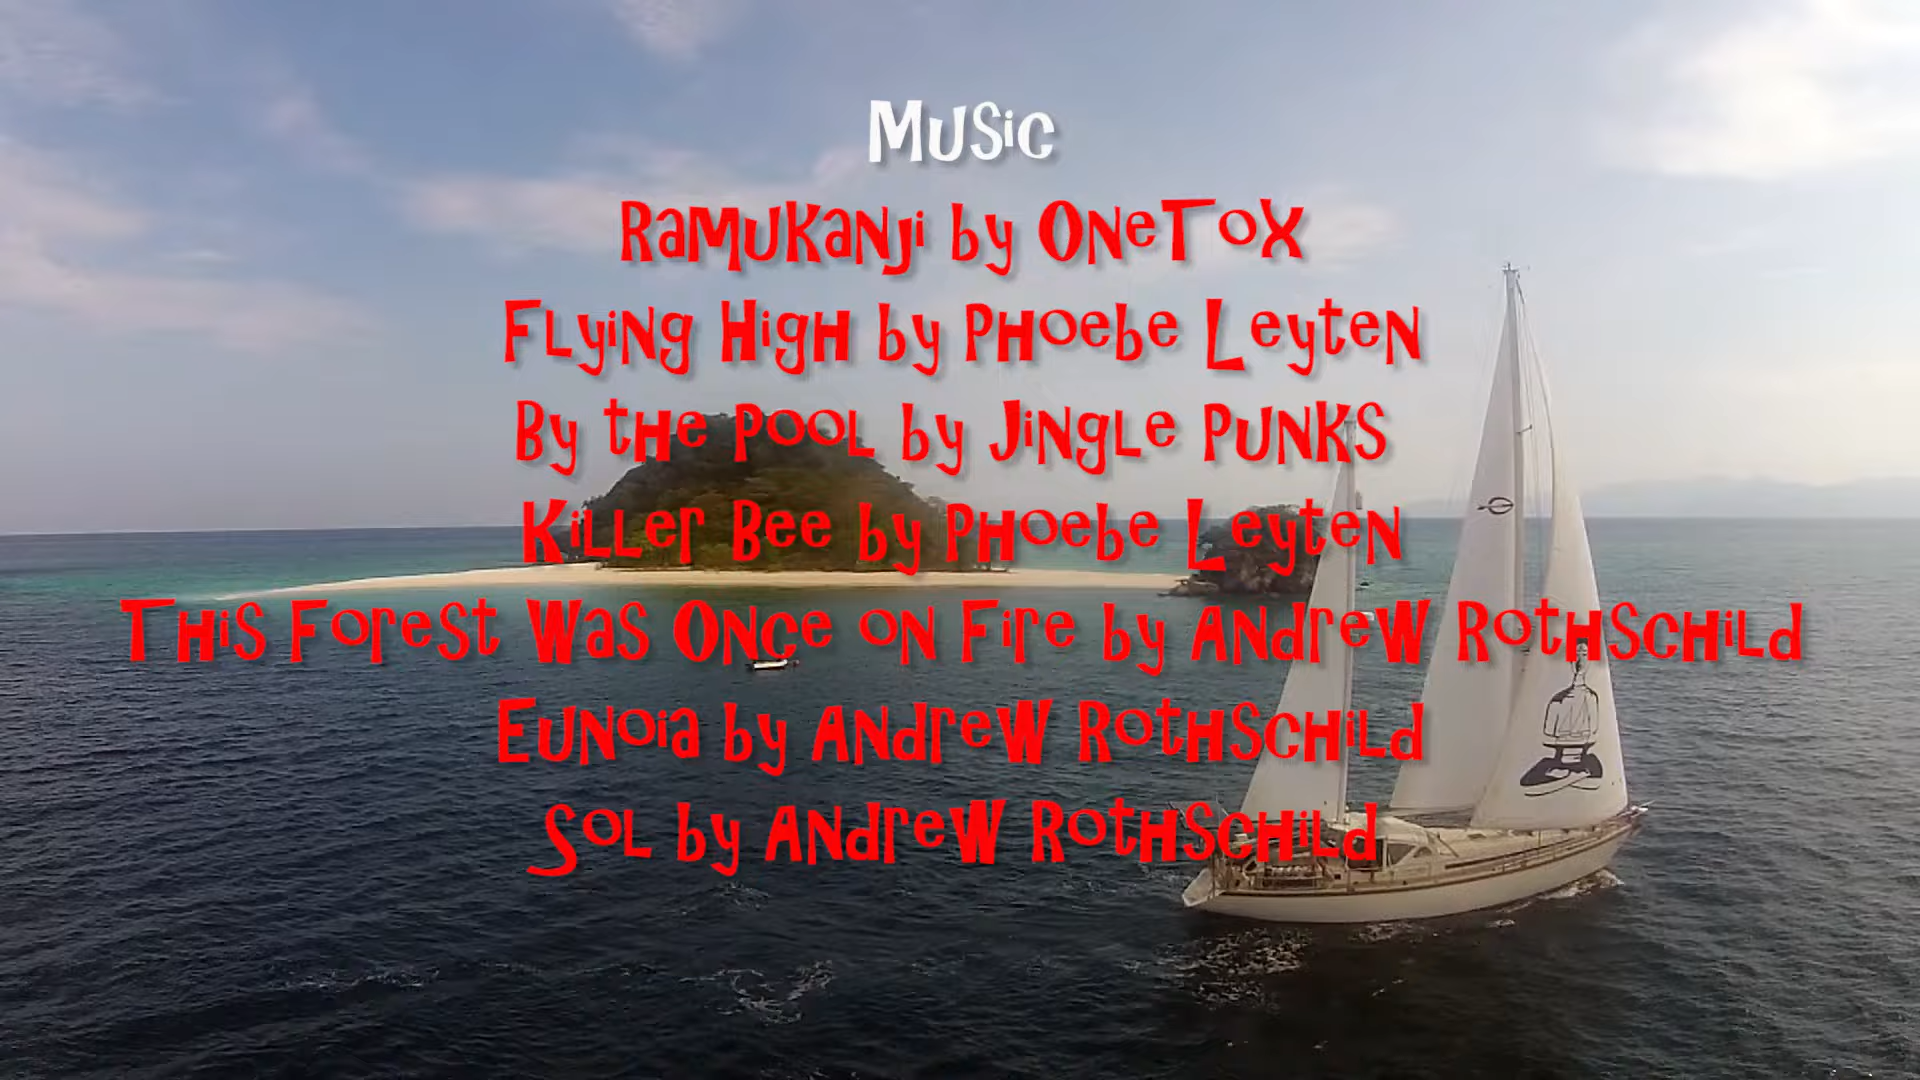 Music
Ramukanji by OneTox
Flying High by Phoebe Leyten
By the Pool by Jingle Punks
Killer Bee by Phoebe Leyten
This Forest Was Once on Fire by Andrew Rothschild
Eunoia by Andrew Rothschild
Sol by Andrew Rothschild